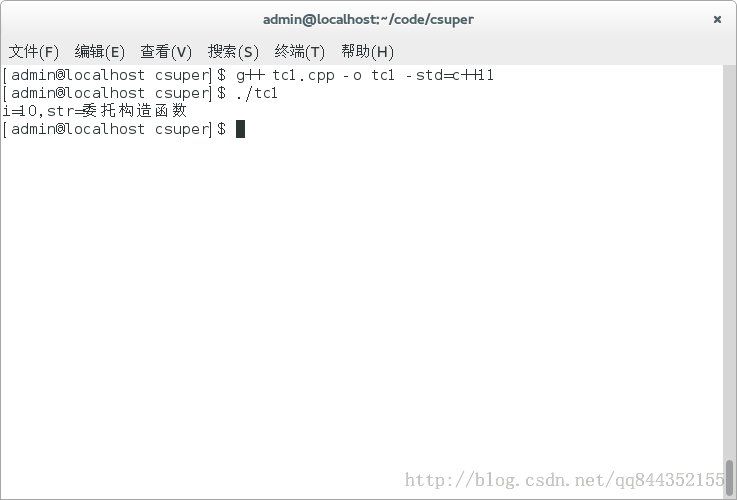 admin@localhost:~/code/csuper
文件(F) 编辑(E) 查看(V) 搜索(S) 终端(T) 帮助(H)
[admin@localhost csuper]$ g++ tc1.cpp -o tc1 -std=c++11
[admin@localhost csuper]$ ./tc1
i=10,str=委托构造函数
[admin@localhost csuper]$
http://blog.csdn.net/qq844352155